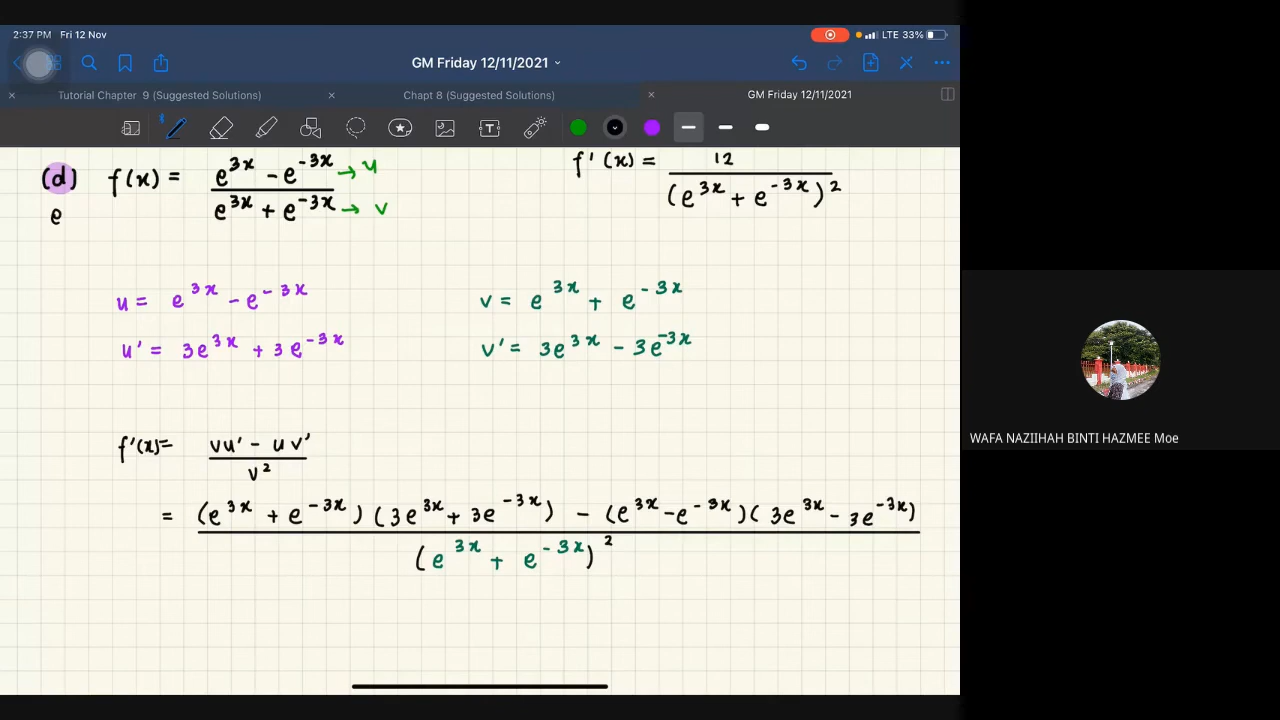 2:37 PM Fri 12 Nov
LTE 33%
GM Friday 12/11/2021
Tutorial Chapter 9 (Suggested Solutions)
Chapt 8 (Suggested Solutions)
GM Friday 12/11/2021
(d) f(x) = (e^{3x} - e^{-3x})/(e^{3x} + e^{-3x}) → u → v
f'(x) = 12/(e^{3x} + e^{-3x})^2
e
u = e^{3x} - e^{-3x}
v = e^{3x} + e^{-3x}
u' = 3e^{3x} + 3e^{-3x}
v' = 3e^{3x} - 3e^{-3x}
f'(x) = (vu' - uv')/v^2
= ((e^{3x} + e^{-3x})(3e^{3x} + 3e^{-3x}) - (e^{3x} - e^{-3x})(3e^{3x} - 3e^{-3x}))/(e^{3x} + e^{-3x})^2
WAFA NAZIIHAH BINTI HAZMEE Moe